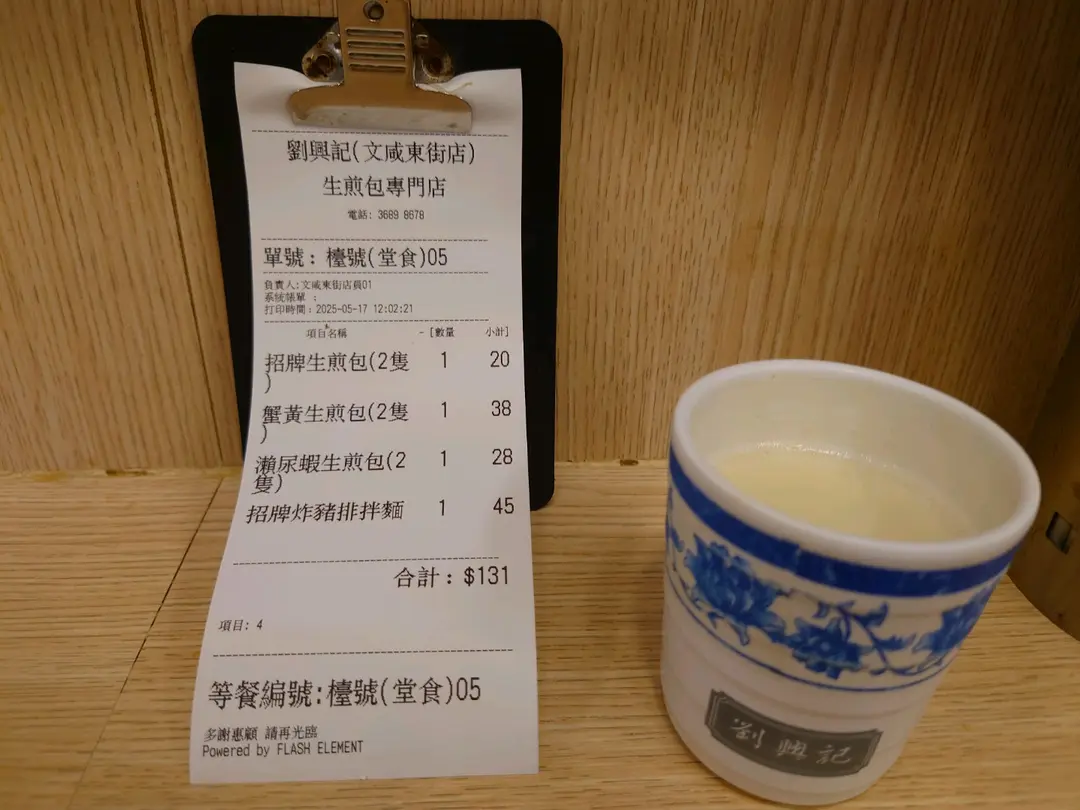 劉興記(文咸東街店)
生煎包專門店
電話: 3689 8678
單號: 檯號(堂食)05
負責人:文咸東街店員01
系統帳單 :
打印時間:2025-05-17 12:02:21
項目名稱 -[數量 小計]
招牌生煎包(2隻 1 20
)
蟹黃生煎包(2隻 1 38
)
瀨尿蝦生煎包(2 1 28
隻)
招牌炸豬排拌麵 1 45
合計:$131
項目: 4
等餐編號:檯號(堂食)05
多謝惠顧 請再光臨
Powered by FLASH ELEMENT
劉興記